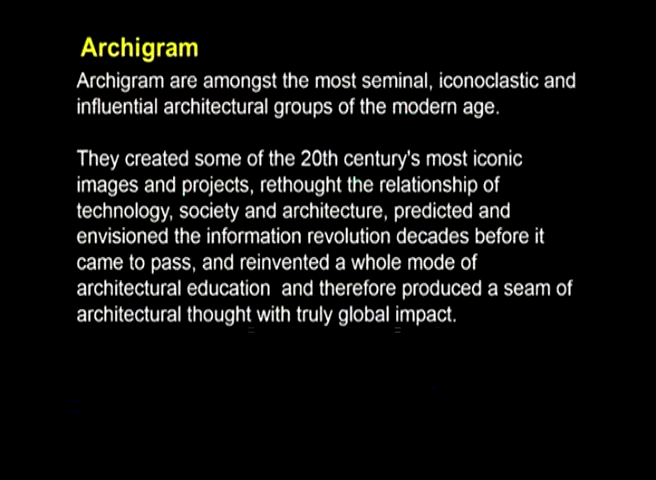 Archigram
Archigram are amongst the most seminal, iconoclastic and
influential architectural groups of the modern age.
They created some of the 20th century's most iconic
images and projects, rethought the relationship of
technology, society and architecture, predicted and
envisioned the information revolution decades before it
came to pass, and reinvented a whole mode of
architectural education  and therefore produced a seam of
architectural thought with truly global impact.